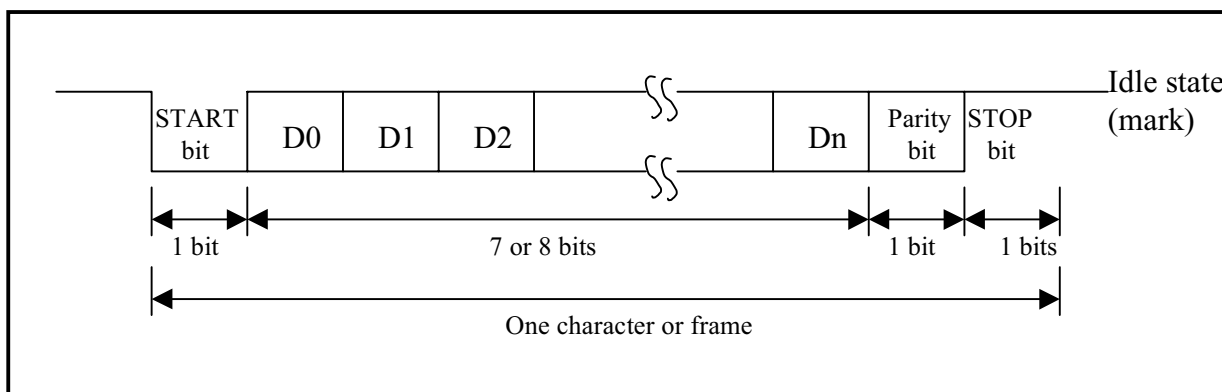 Idle state
(mark)
START
bit
D0
D1
D2
Dn
Parity
bit
STOP
bit
1 bit
7 or 8 bits
1 bit
1 bits
One character or frame